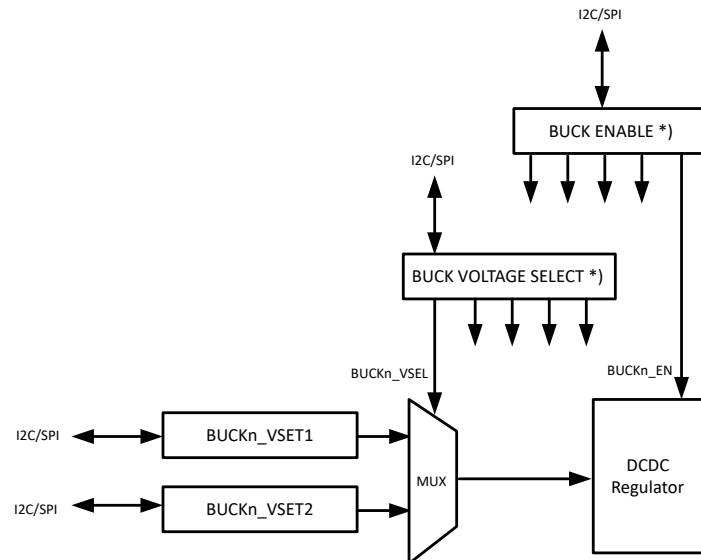 I2C/SPI
BUCK ENABLE *)
I2C/SPI
BUCK VOLTAGE SELECT *)
BUCKn_VSEL
BUCKn_EN
I2C/SPI
BUCKn_VSET1
MUX
DCDC
Regulator
I2C/SPI
BUCKn_VSET2